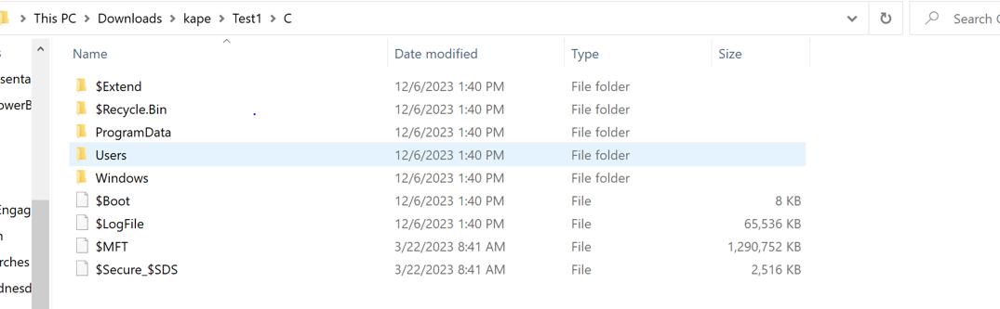 This PC > Downloads > kape > Test1 > C
Search
Name Date modified Type Size
$Extend 12/6/2023 1:40 PM File folder
$Recycle.Bin 12/6/2023 1:40 PM File folder
ProgramData 12/6/2023 1:40 PM File folder
Users 12/6/2023 1:40 PM File folder
Windows 12/6/2023 1:40 PM File folder
$Boot 12/6/2023 1:40 PM File 8 KB
$LogFile 12/6/2023 1:40 PM File 65,536 KB
$MFT 3/22/2023 8:41 AM File 1,290,752 KB
$Secure_$SDS 3/22/2023 8:41 AM File 2,516 KB